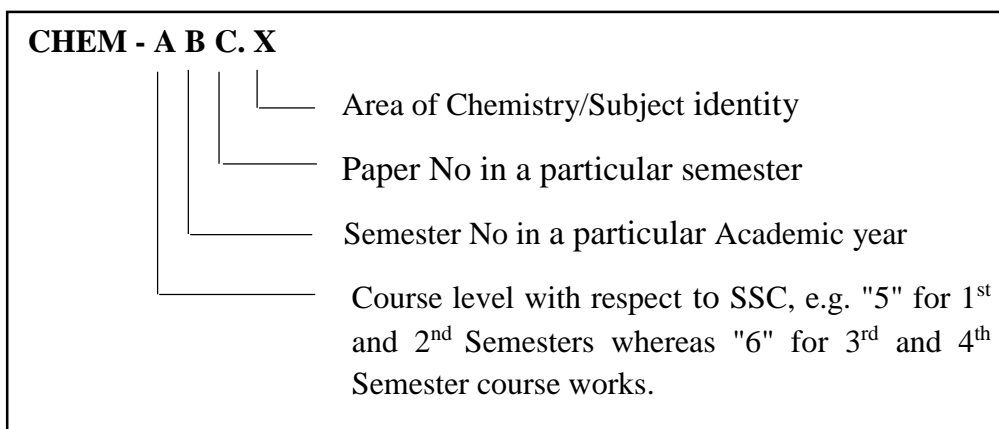 CHEM - A B C. X
Area of Chemistry/Subject identity
Paper No in a particular semester
Semester No in a particular Academic year
Course level with respect to SSC, e.g. "5" for 1st
and 2nd Semesters whereas "6" for 3rd and 4th
Semester course works.